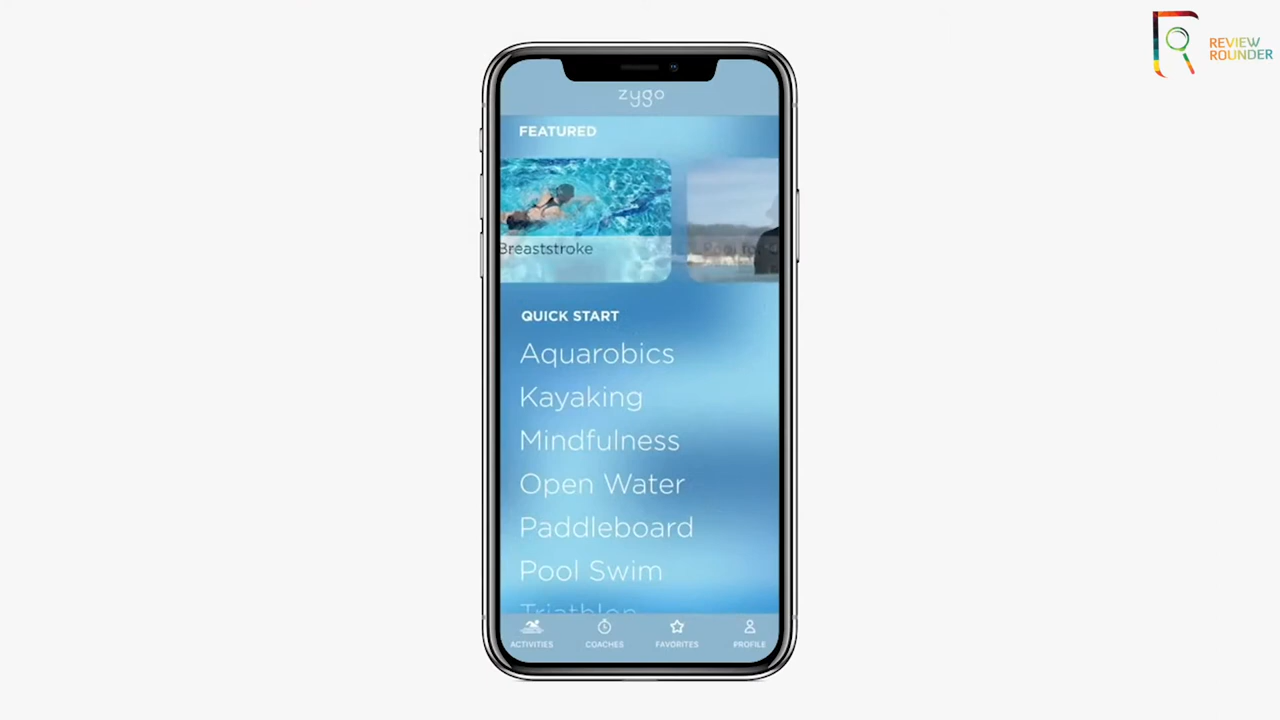 REVIEW
ROUNDER
zygo
FEATURED
Breaststroke
QUICK START
Aquarobics
Kayaking
Mindfulness
Open Water
Paddleboard
Pool Swim
Triathlon
ACTIVITIES COACHES FAVORITES PROFILE